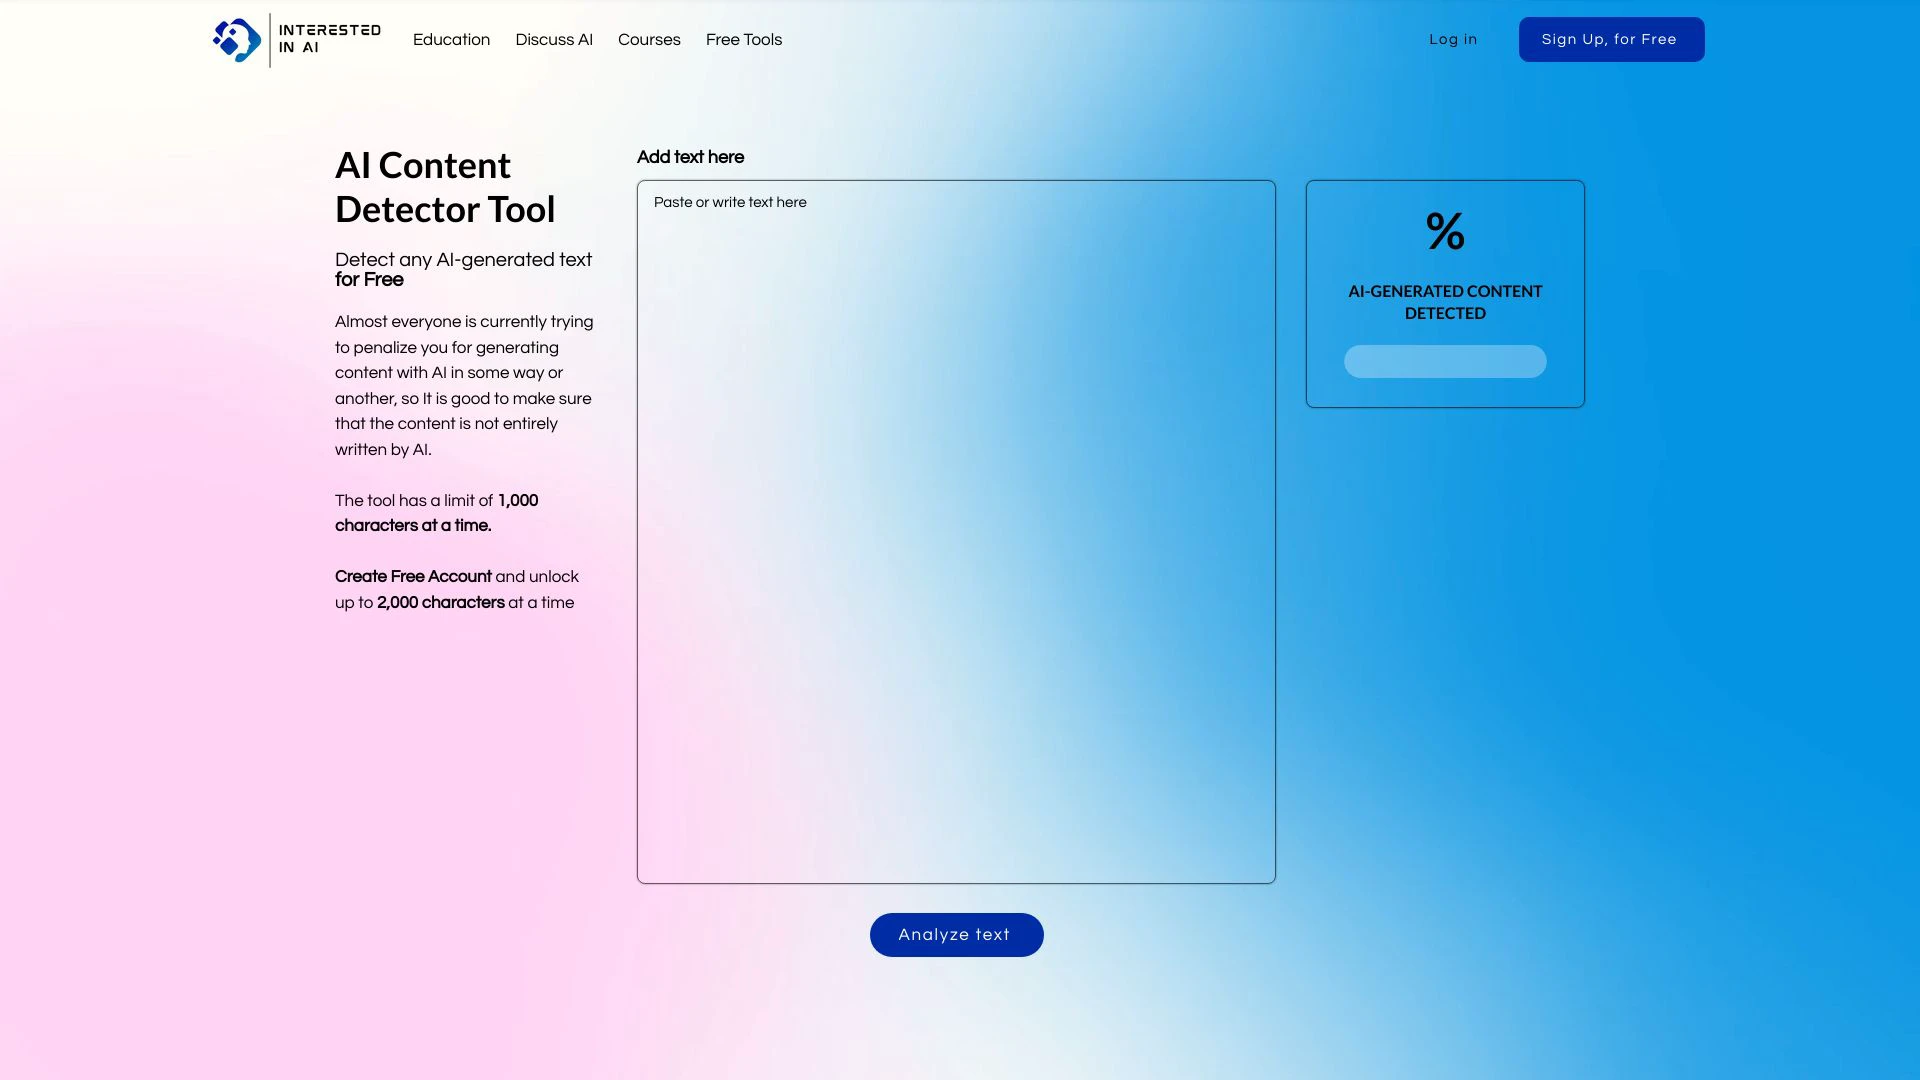 INTERESTED
IN AI
Education Discuss AI Courses Free Tools
Log in
Sign Up, for Free
AI Content
Detector Tool
Detect any AI-generated text
for Free
Almost everyone is currently trying
to penalize you for generating
content with AI in some way or
another, so It is good to make sure
that the content is not entirely
written by AI.
The tool has a limit of 1,000
characters at a time.
Create Free Account and unlock
up to 2,000 characters at a time
Add text here
Paste or write text here
%
AI-GENERATED CONTENT
DETECTED
Analyze text